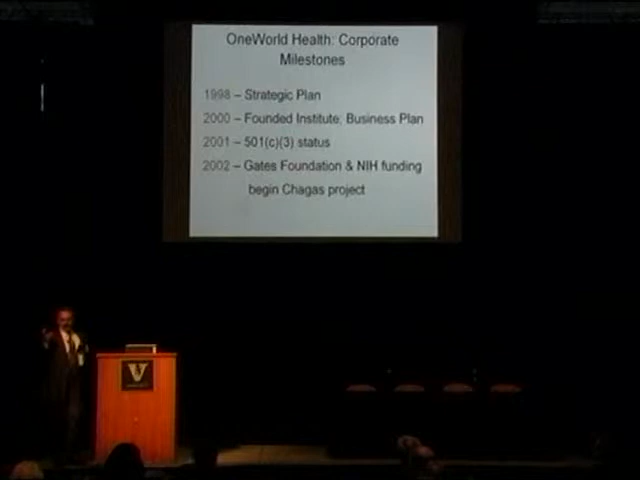 OneWorld Health: Corporate
Milestones
1998 – Strategic Plan
2000 – Founded Institute, Business Plan
2001 – 501(c)(3) status
2002 – Gates Foundation & NIH funding
begin Chagas project
V